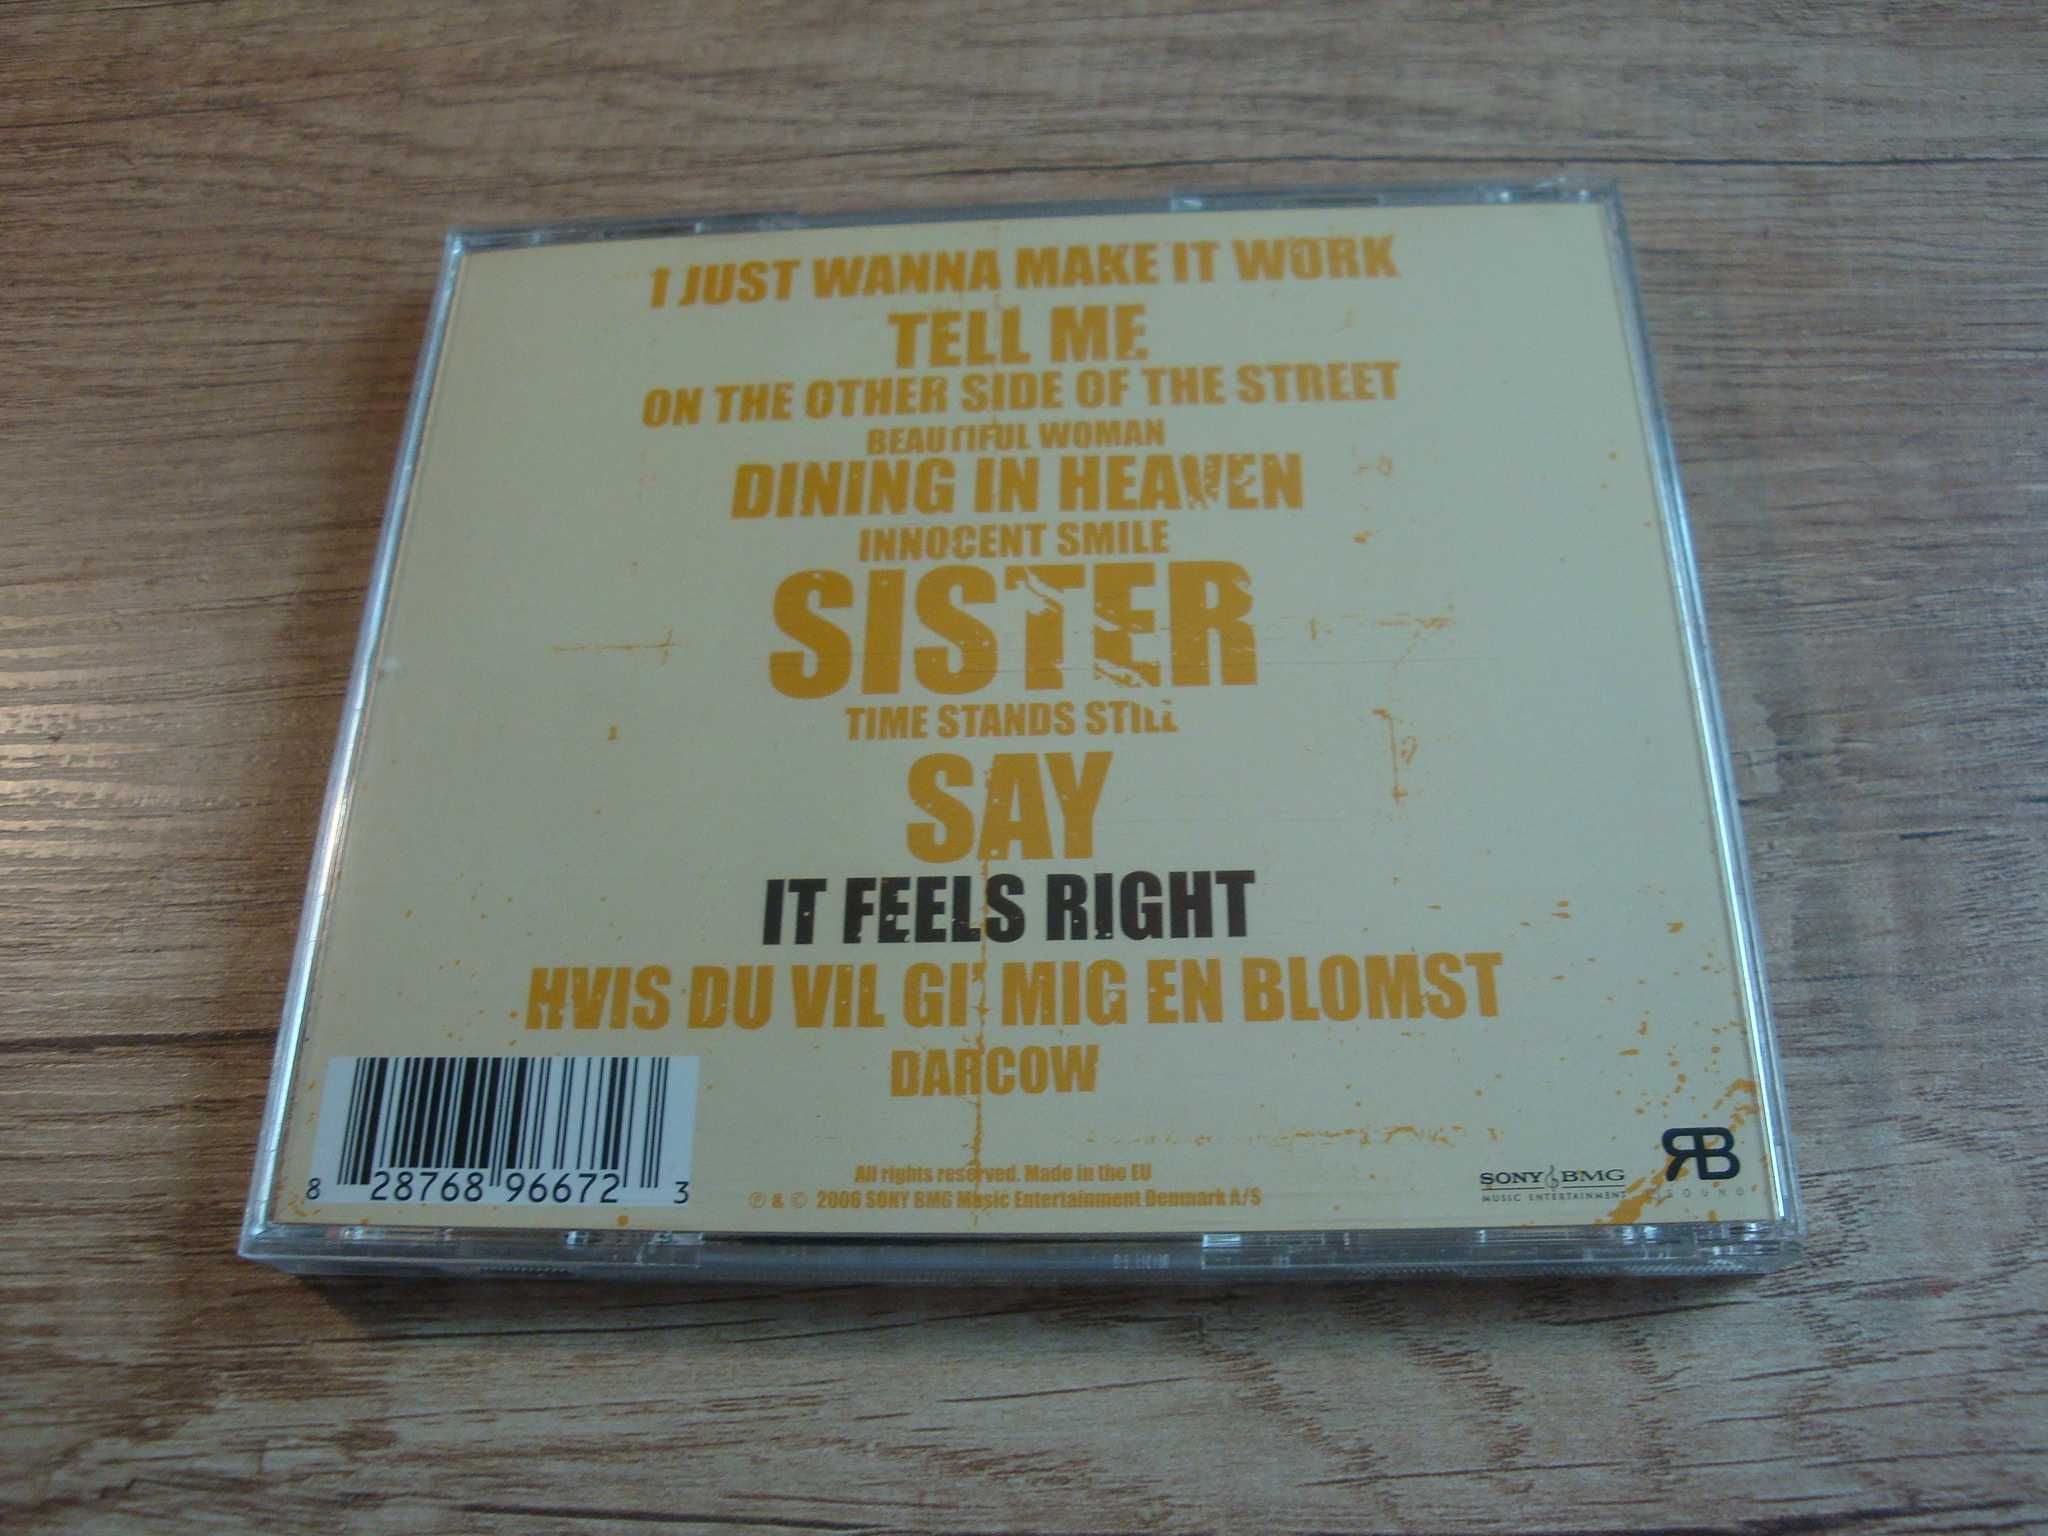 I JUST WANNA MAKE IT WORK
TELL ME
ON THE OTHER SIDE OF THE STREET
BEAUTIFUL WOMAN
DINING IN HEAVEN
INNOCENT SMILE
SISTER
TIME STANDS STILL
SAY
IT FEELS RIGHT
HVIS DU VIL GI' MIG EN BLOMST
DARCOW
All rights reserved. Made in the EU
℗ & © 2006 SONY BMG Music Entertainment Denmark A/S
8 28768 96672 3
SONY BMG
MUSIC ENTERTAINMENT
RB
SOUND